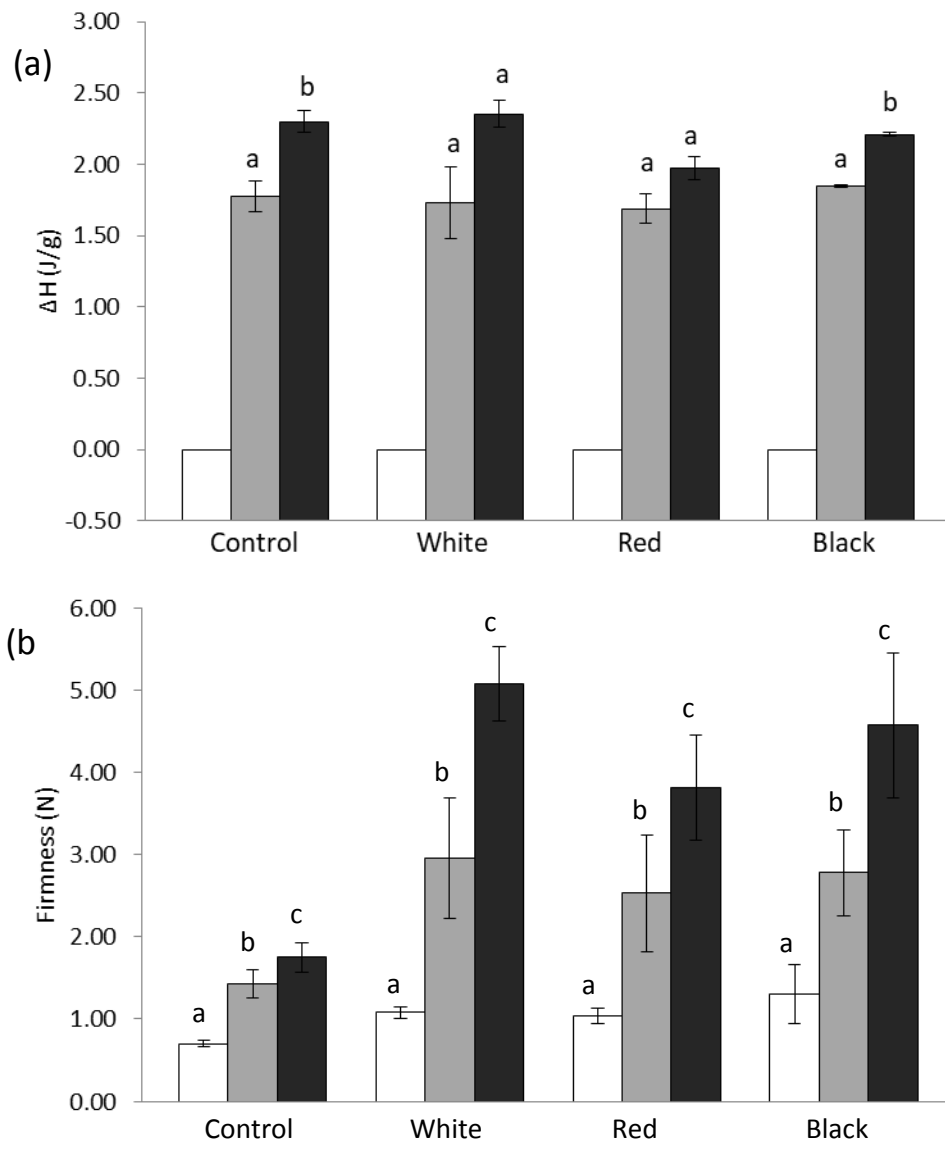 3.00
(a)
a
b
2.50
b
a
a
a
a
2.00
a
1.50
ΔH (J/g)
1.00
0.50
0.00
-0.50
Control White Red Black
6.00
(b
c
c
5.00
c
4.00
b
b
b
3.00
Firmness (N)
c
2.00
b
a
a
a
1.00
a
0.00
Control White Red Black